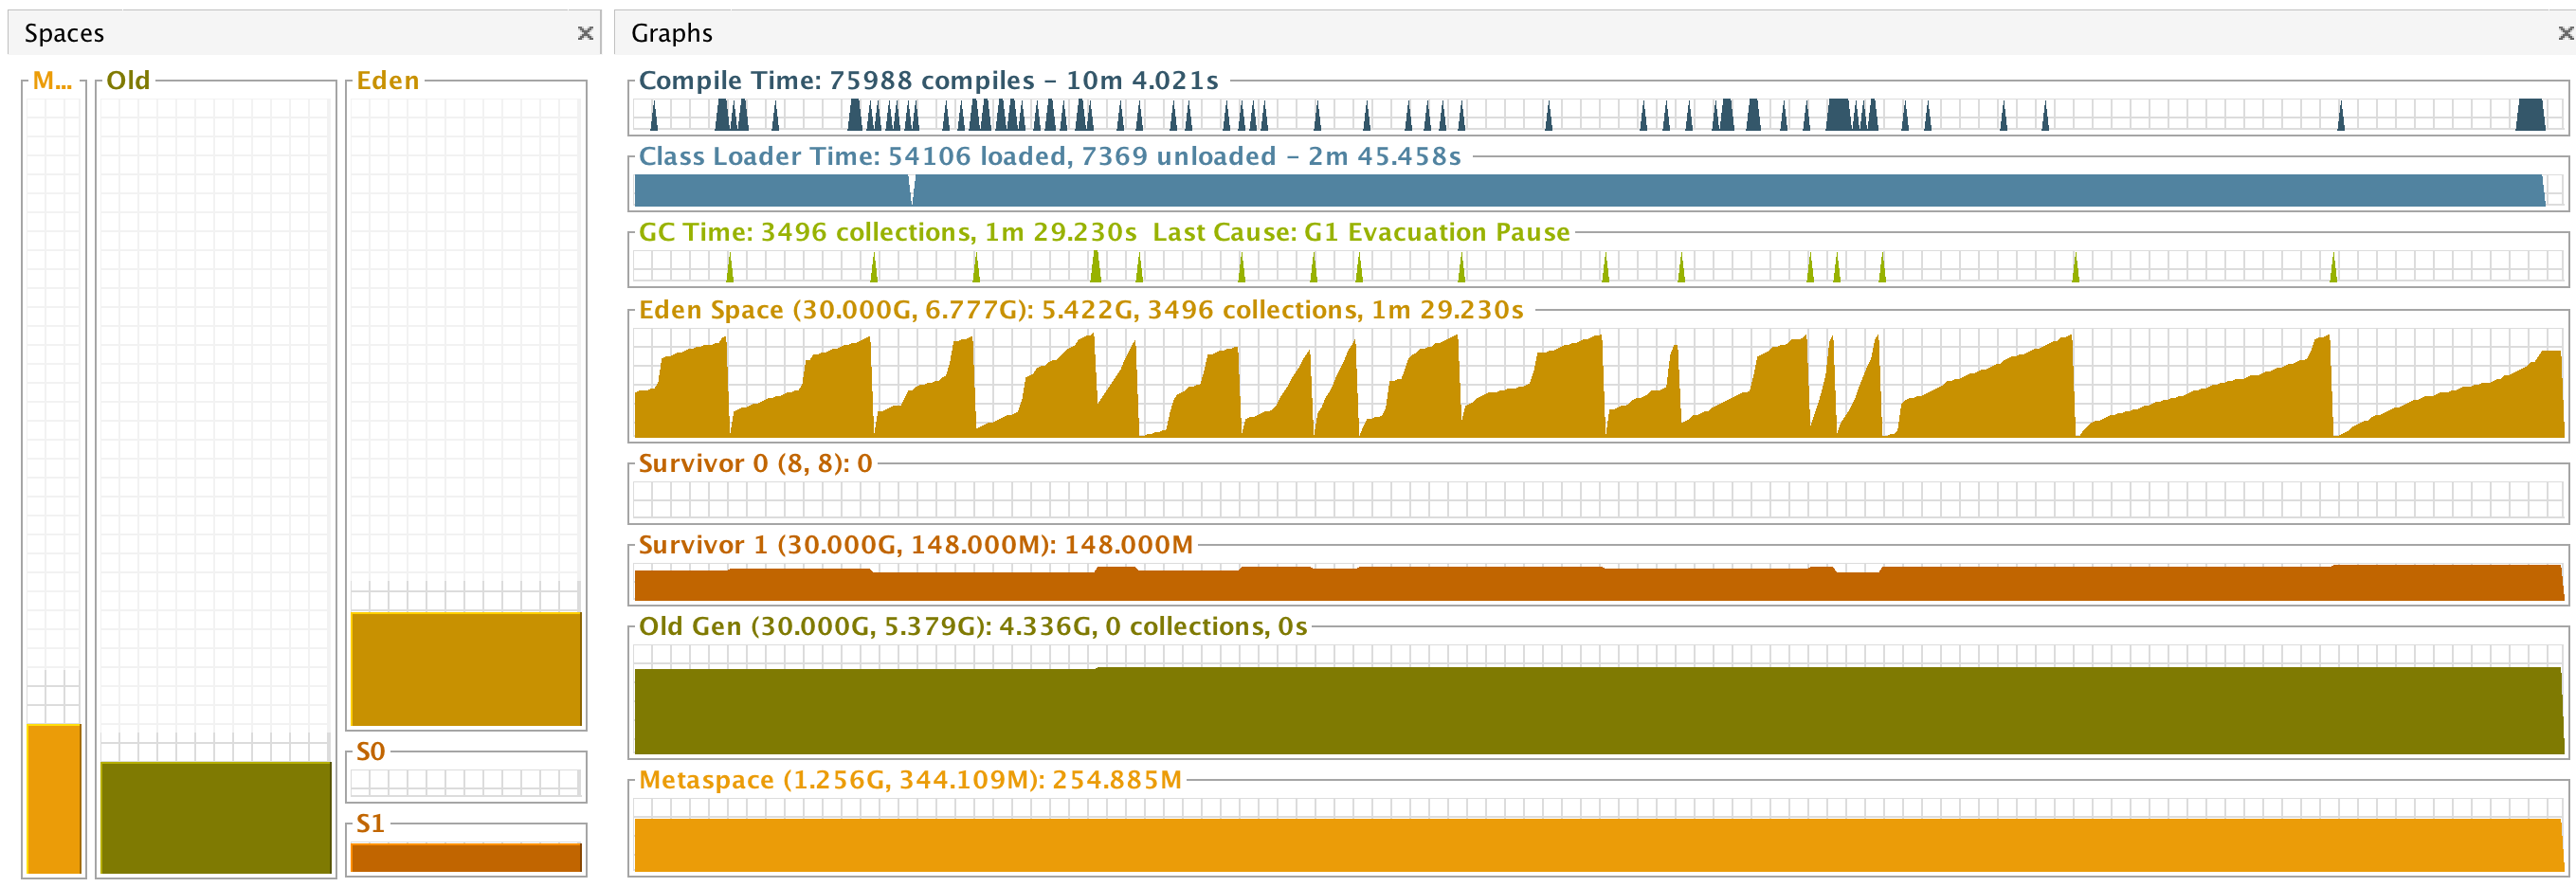 Spaces
M...
Old
Eden
S0
S1
Graphs
Compile Time: 75988 compiles – 10m 4.021s
Class Loader Time: 54106 loaded, 7369 unloaded – 2m 45.458s
GC Time: 3496 collections, 1m 29.230s  Last Cause: G1 Evacuation Pause
Eden Space (30.000G, 6.777G): 5.422G, 3496 collections, 1m 29.230s
Survivor 0 (8, 8): 0
Survivor 1 (30.000G, 148.000M): 148.000M
Old Gen (30.000G, 5.379G): 4.336G, 0 collections, 0s
Metaspace (1.256G, 344.109M): 254.885M